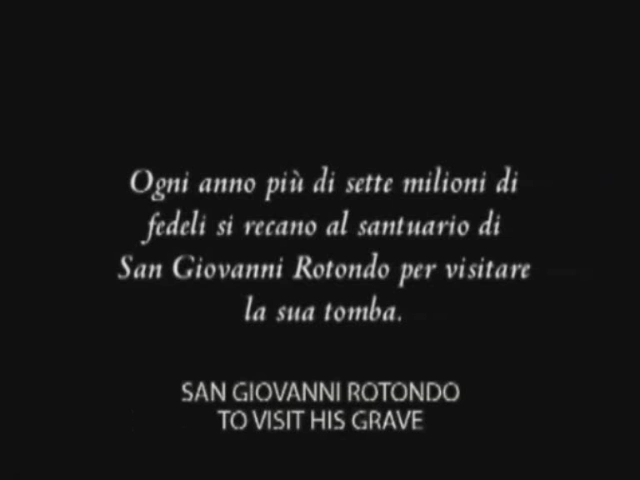 Ogni anno più di sette milioni di
fedeli si recano al santuario di
San Giovanni Rotondo per visitare
la sua tomba.
SAN GIOVANNI ROTONDO
TO VISIT HIS GRAVE